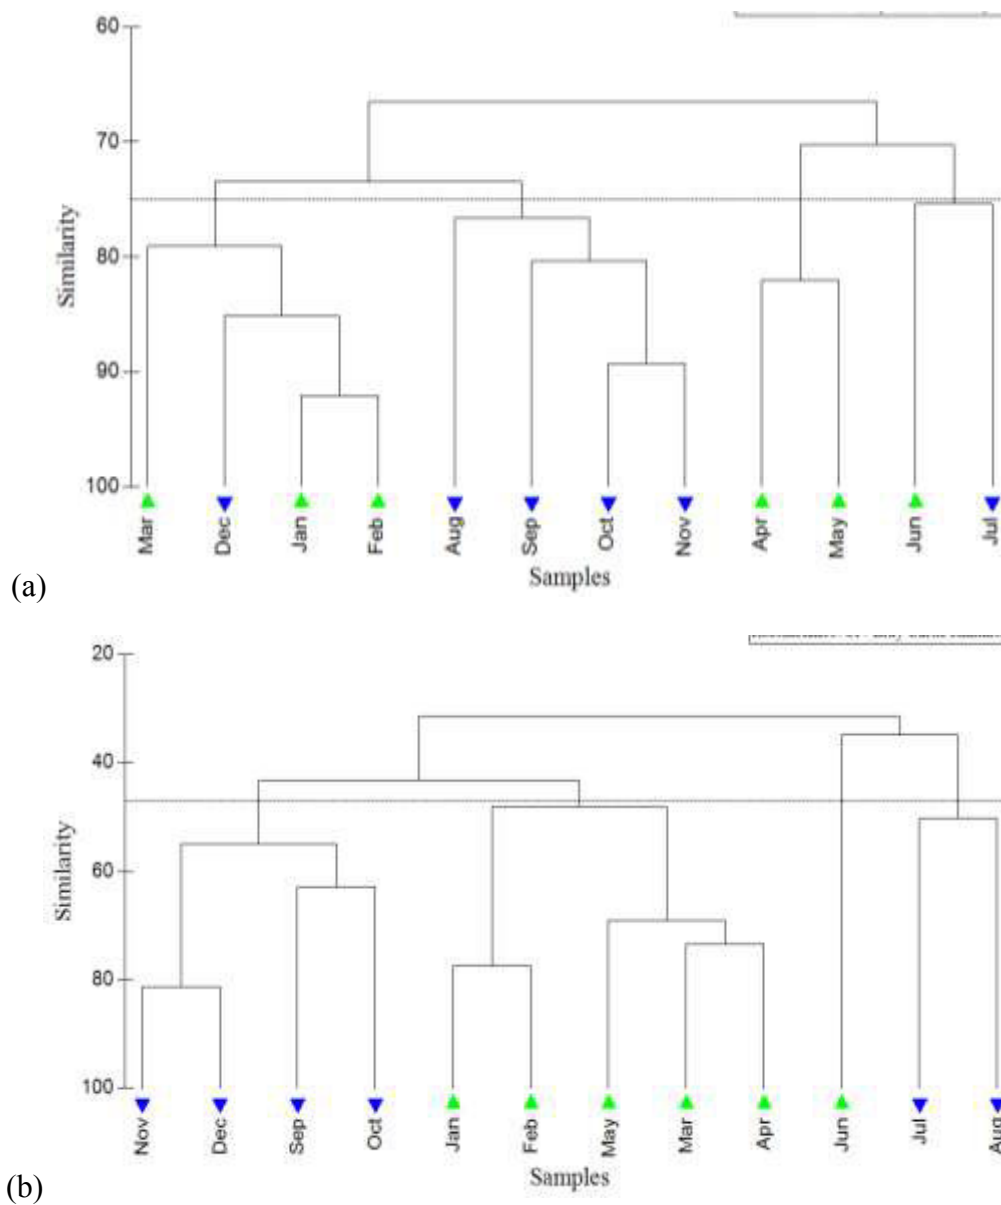 60
70
80
90
100
Similarity
Mar Dec Jan Feb Aug Sep Oct Nov Apr May Jun Jul
Samples
(a)
20
40
60
80
100
Similarity
Nov Dec Sep Oct Jan Feb May Mar Apr Jun Jul Aug
Samples
(b)